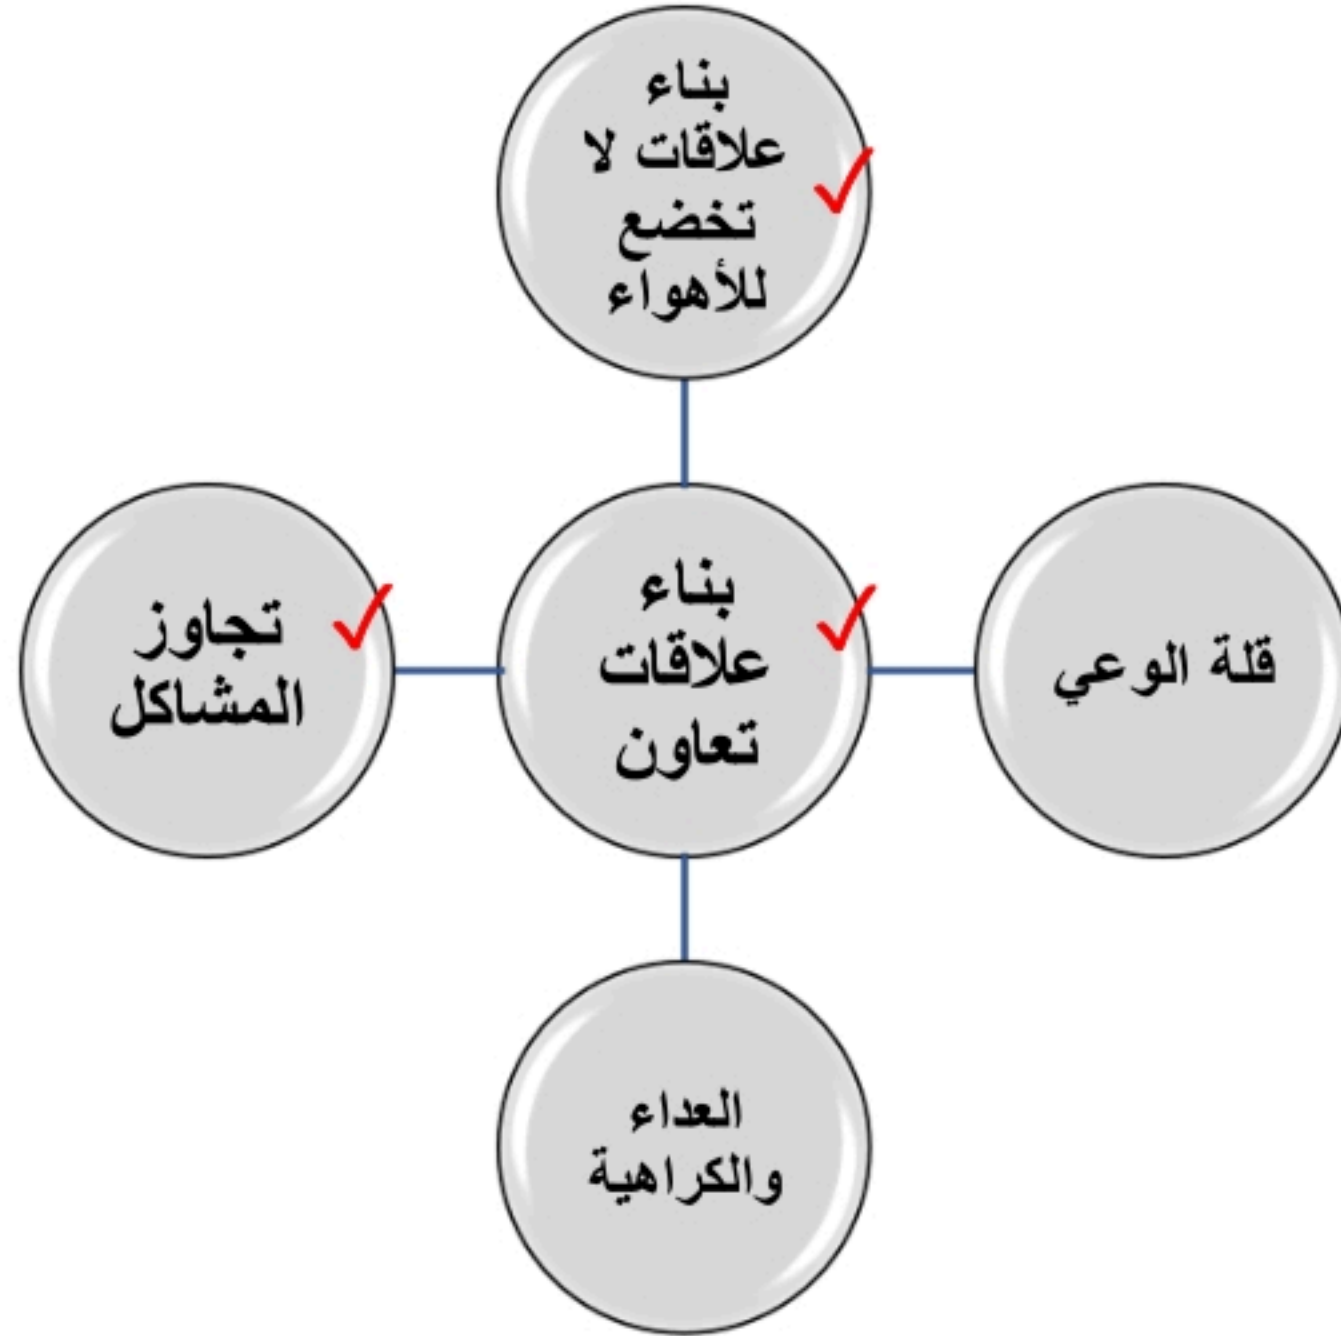 بناء
علاقات لا
تخضع
للأهواء
قلة الوعي
بناء
علاقات
تعاون
تجاوز
المشاكل
العداء
والكراهية